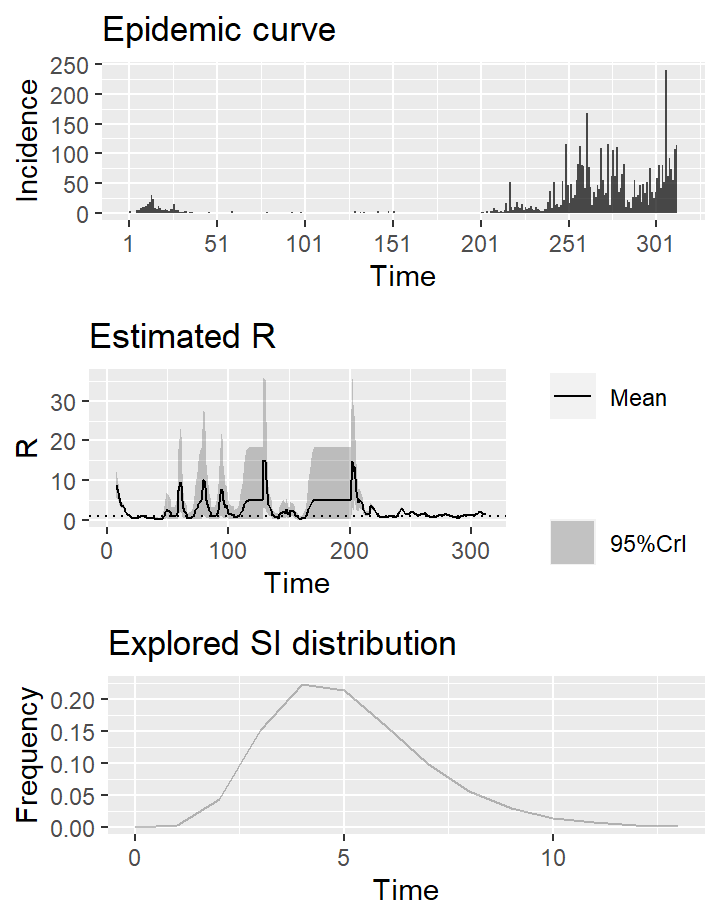 Epidemic curve
Incidence
250
200
150
100
50
0
1 51 101 151 201 251 301
Time
Estimated R
R
30
20
10
0
0 100 200 300
Time
Mean
95%CrI
Explored SI distribution
Frequency
0.20
0.15
0.10
0.05
0.00
0 5 10
Time